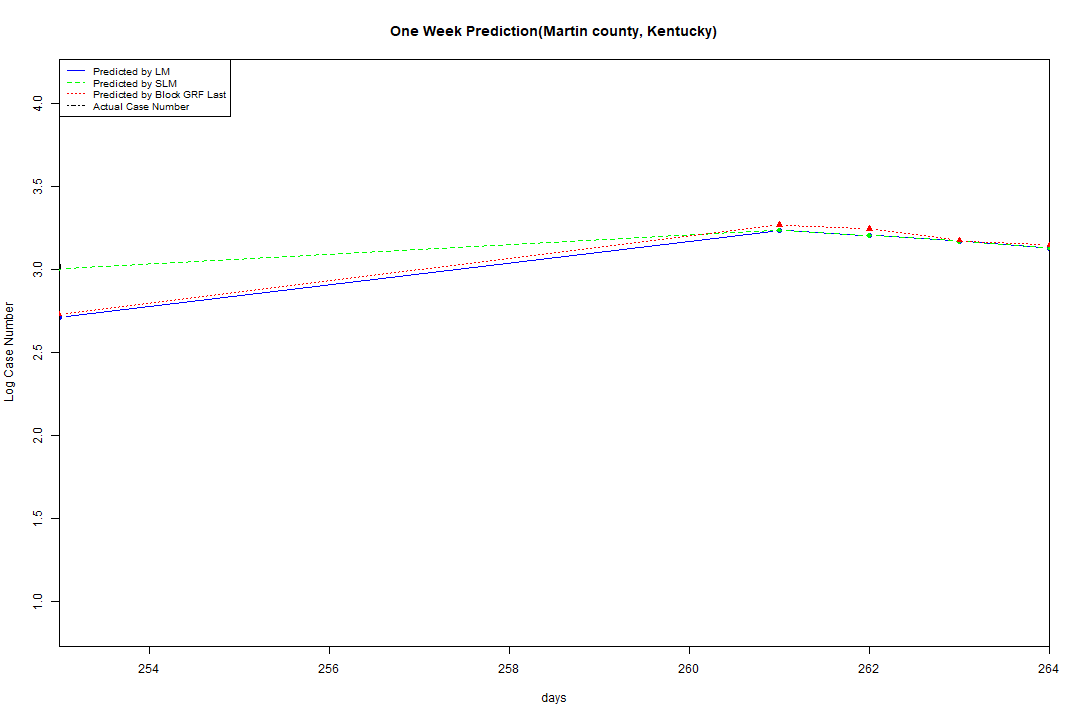 One Week Prediction(Martin county, Kentucky)
Predicted by LM
Predicted by SLM
Predicted by Block GRF Last
Actual Case Number
4.0
3.5
3.0
2.5
2.0
1.5
1.0
Log Case Number
254 256 258 260 262 264
days